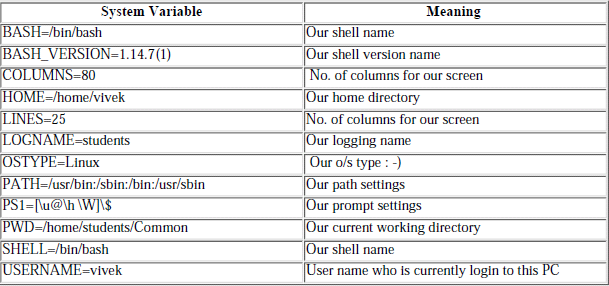 System Variable Meaning
BASH=/bin/bash Our shell name
BASH_VERSION=1.14.7(1) Our shell version name
COLUMNS=80 No. of columns for our screen
HOME=/home/vivek Our home directory
LINES=25 No. of columns for our screen
LOGNAME=students Our logging name
OSTYPE=Linux Our o/s type : -)
PATH=/usr/bin:/sbin:/bin:/usr/sbin Our path settings
PS1=[\u@\h \W]\$ Our prompt settings
PWD=/home/students/Common Our current working directory
SHELL=/bin/bash Our shell name
USERNAME=vivek User name who is currently login to this PC